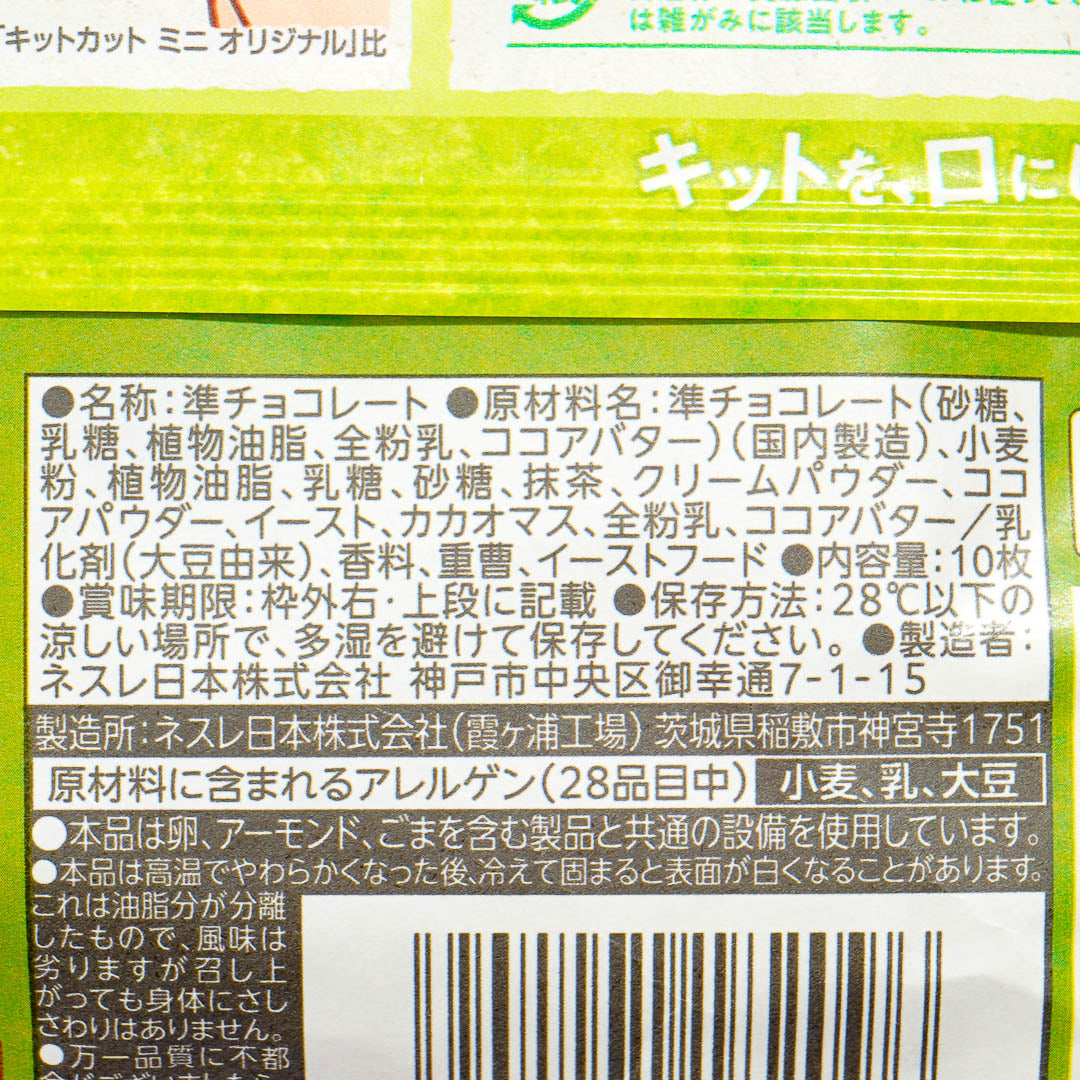 「キットカット ミニ オリジナル」比
は雑がみに該当します。
キットを、口に
●名称：準チョコレート ●原材料名：準チョコレート（砂糖、
乳糖、植物油脂、全粉乳、ココアバター）（国内製造）、小麦
粉、植物油脂、乳糖、砂糖、抹茶、クリームパウダー、ココ
アパウダー、イースト、カカオマス、全粉乳、ココアバター／乳
化剤（大豆由来）、香料、重曹、イーストフード ●内容量：10枚
●賞味期限：枠外右・上段に記載 ●保存方法：28℃以下の
涼しい場所で、多湿を避けて保存してください。 ●製造者：
ネスレ日本株式会社 神戸市中央区御幸通7-1-15
製造所：ネスレ日本株式会社（霞ヶ浦工場）茨城県稲敷市神宮寺1751
原材料に含まれるアレルゲン（28品目中） 小麦、乳、大豆
●本品は卵、アーモンド、ごまを含む製品と共通の設備を使用しています。
●本品は高温でやわらかくなった後、冷えて固まると表面が白くなることがあります。
これは油脂分が分離
したもので、風味は
劣りますが召し上
がっても身体にさし
さわりはありません。
●万一品質に不都